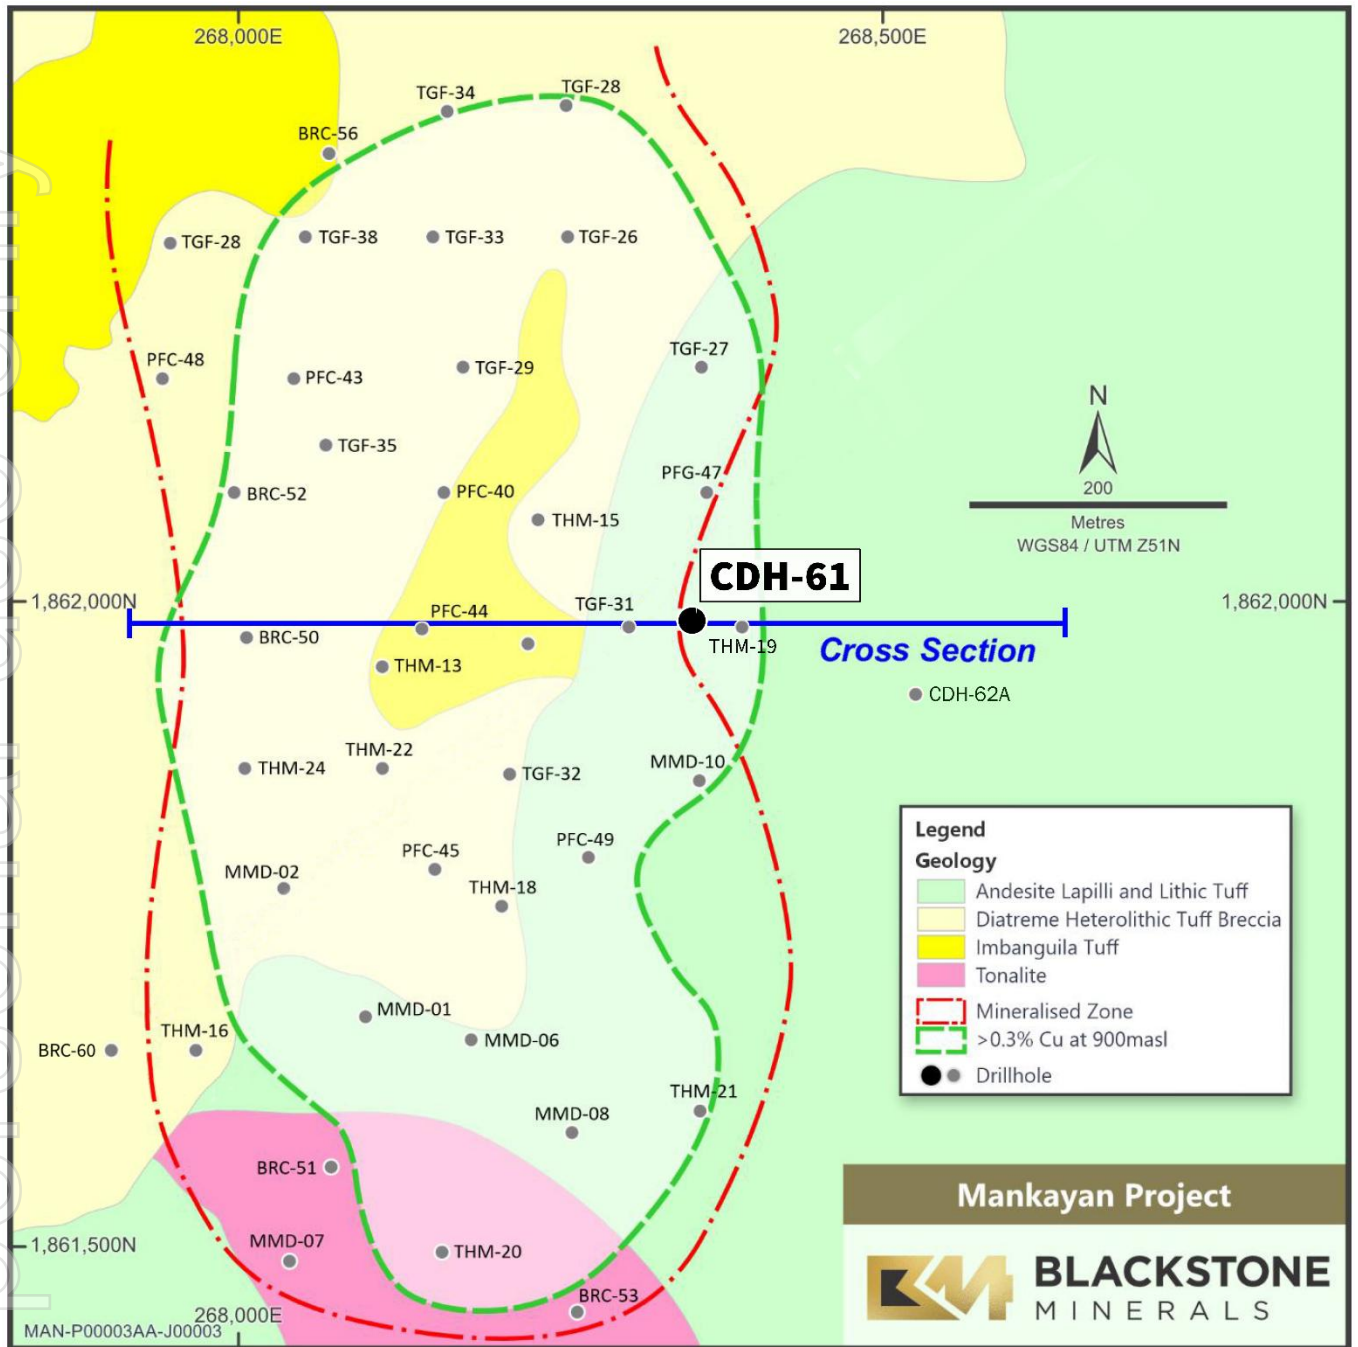 268,000E
268,500E
TGF-34
TGF-28
BRC-56
TGF-28
TGF-38
TGF-33
TGF-26
PFC-48
PFC-43
TGF-29
TGF-27
N
TGF-35
BRC-52
PFC-40
PFG-47
THM-15
200
Metres
WGS84 / UTM Z51N
CDH-61
1,862,000N
1,862,000N
PFC-44
TGF-31
BRC-50
THM-13
THM-19
Cross Section
CDH-62A
THM-24
THM-22
TGF-32
MMD-10
MMD-02
PFC-45
PFC-49
THM-18
Legend
Geology
Andesite Lapilli and Lithic Tuff
Diatreme Heterolithic Tuff Breccia
Imbanguila Tuff
Tonalite
Mineralised Zone
>0.3% Cu at 900masl
Drillhole
MMD-01
MMD-06
BRC-60
THM-16
THM-21
MMD-08
BRC-51
MMD-07
THM-20
BRC-53
1,861,500N
268,000E
MAN-P00003AA-J00003
Mankayan Project
BLACKSTONE
MINERALS